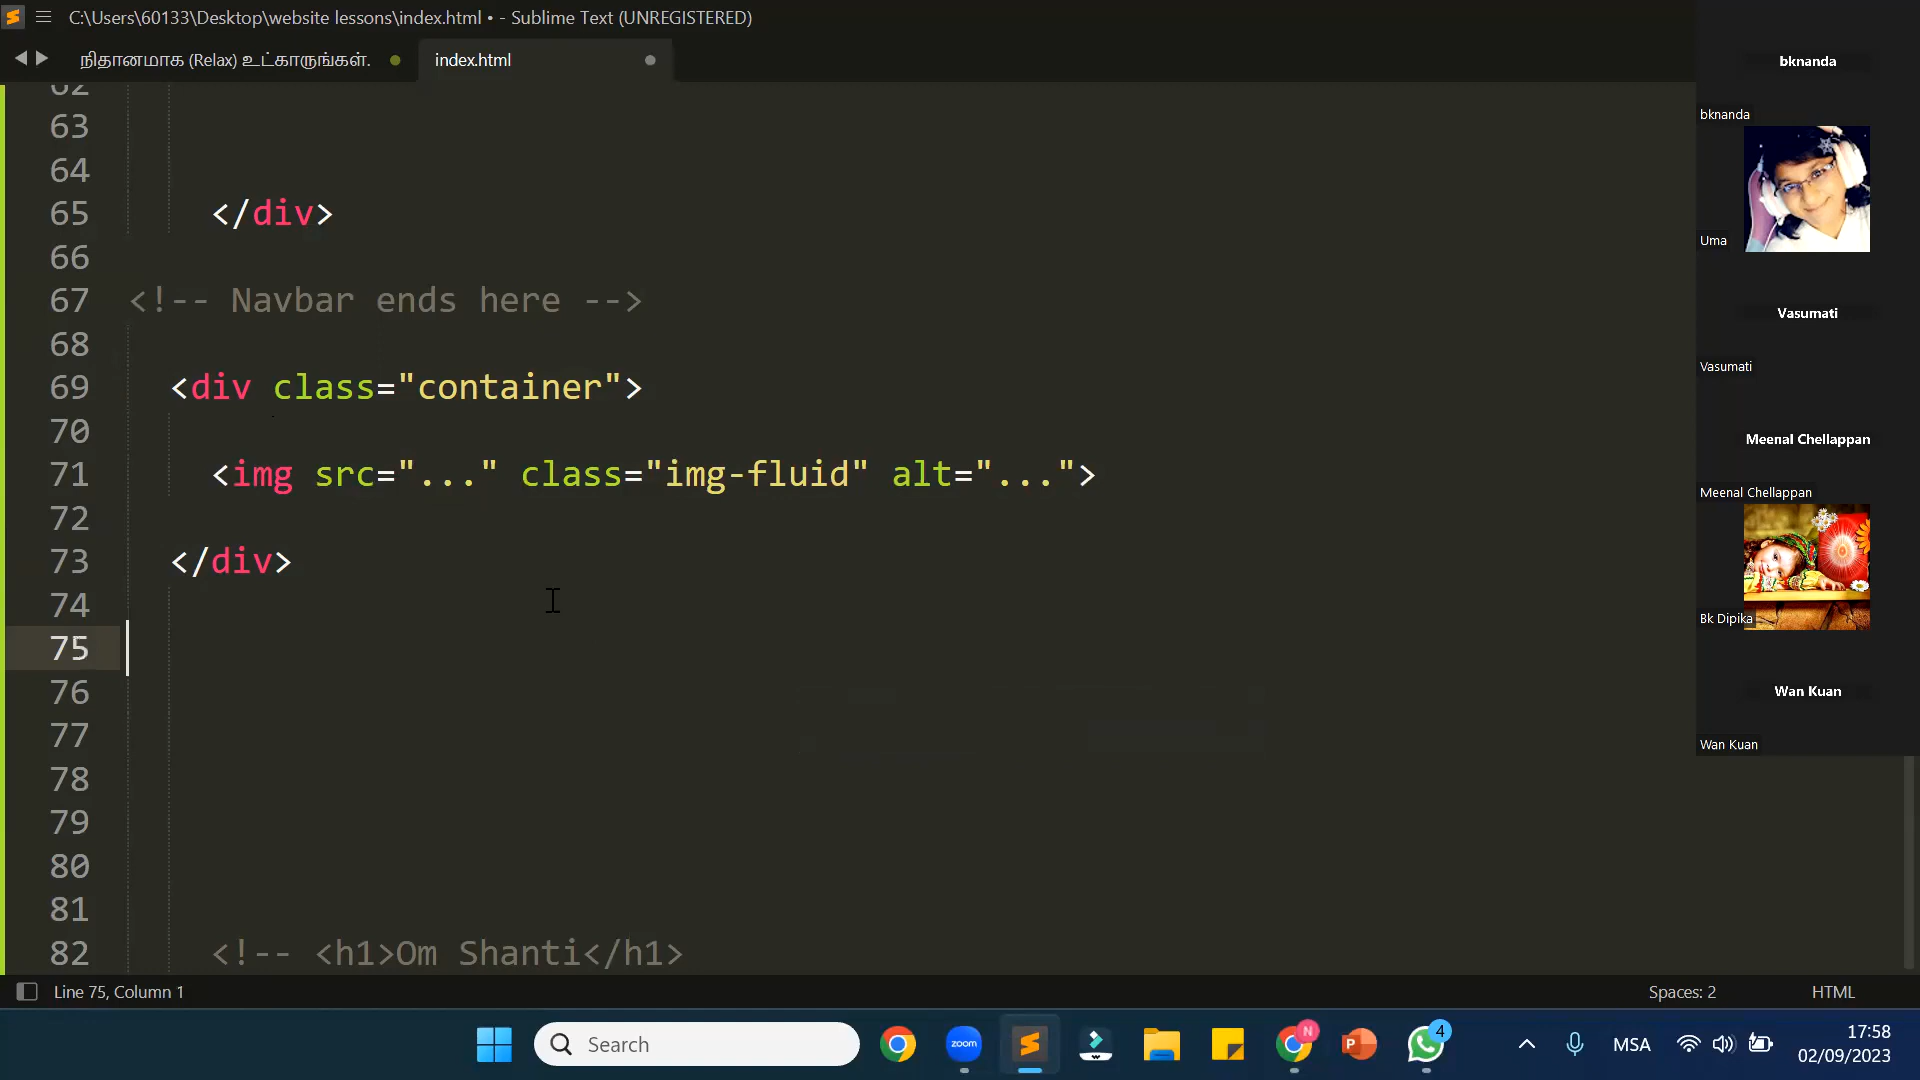 C:\Users\60133\Desktop\website lessons\index.html • - Sublime Text (UNREGISTERED)
நிதானமாக (Relax) உட்காருங்கள்.
index.html
62
63
64
65 </div>
66
67 <!-- Navbar ends here -->
68
69 <div class="container">
70
71 <img src="..." class="img-fluid" alt="...">
72
73 </div>
74
75
76
77
78
79
80
81
82 <!-- <h1>Om Shanti</h1>
Line 75, Column 1
Spaces: 2
HTML
bknanda
bknanda
Uma
Vasumati
Vasumati
Meenal Chellappan
Meenal Chellappan
Bk Dipika
Wan Kuan
Wan Kuan
Search
zoom
N
P
4
MSA
17:58
02/09/2023